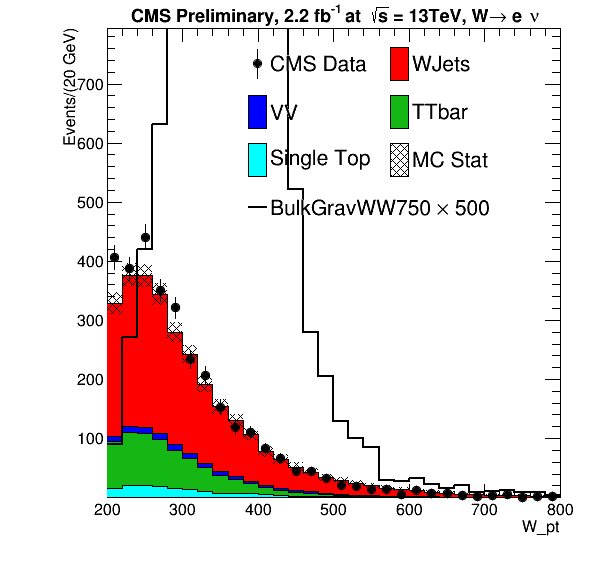 CMS Preliminary, 2.2 fb⁻¹ at √s = 13TeV, W→ e ν
Events/(20 GeV)
700
600
500
400
300
200
100
CMS Data
WJets
VV
TTbar
Single Top
MC Stat
BulkGravWW750 × 500
200 300 400 500 600 700 800
W_pt